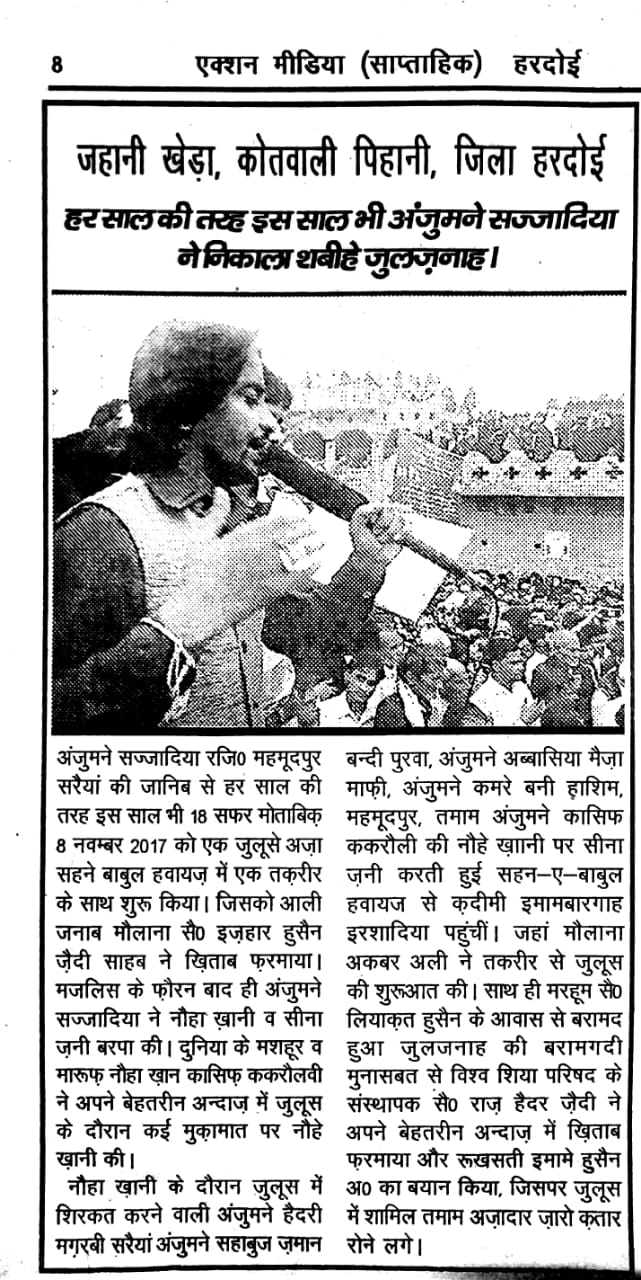 8
एक्शन मीडिया (साप्ताहिक) हरदोई
जहानी खेड़ा, कोतवाली पिहानी, जिला हरदोई
हर साल की तरह इस साल भी अंजुमने सज्जादिया
ने निकाला शबीहे जुलज़नाह।
अंजुमने सज्जादिया रजि0 महमूदपुर
सरैयां की जानिब से हर साल की
तरह इस साल भी 18 सफर मोताबिक़
8 नवम्बर 2017 को एक जुलूसे अज़ा
सहने बाबुल हवायज़ में एक तक़रीर
के साथ शुरू किया। जिसको आली
जनाब मौलाना सै0 इज़हार हुसैन
ज़ैदी साहब ने ख़िताब फ़रमाया।
मजलिस के फ़ौरन बाद ही अंजुमने
सज्जादिया ने नौहा ख़ानी व सीना
ज़नी बरपा की। दुनिया के मशहूर व
मारूफ़ नौहा ख़ान कासिफ़ ककरौलवी
ने अपने बेहतरीन अन्दाज़ में जुलूस
के दौरान कई मुक़ामात पर नौहे
ख़ानी की।
नौहा ख़ानी के दौरान जुलूस में
शिरकत करने वाली अंजुमने हैदरी
मग़रबी सरैयां अंजुमने सहाबुज ज़मान
बन्दी पुरवा, अंजुमने अब्बासिया मैज़ा
माफ़ी, अंजुमने कमरे बनी हाशिम,
महमूदपुर, तमाम अंजुमने कासिफ
ककरौली की नौहे ख़ाानी पर सीना
ज़नी करती हुई सहन–ए–बाबुल
हवायज से क़दीमी इमामबारगाह
इरशादिया पहुंचीं। जहां मौलाना
अकबर अली ने तकरीर से जुलूस
की शुरूआत की। साथ ही मरहूम सै0
लियाक़त हुसैन के आवास से बरामद
हुआ जुलजनाह की बरामगदी
मुनासबत से विश्व शिया परिषद के
संस्थापक सै0 राज़ हैदर ज़ैदी ने
अपने बेहतरीन अन्दाज़ में ख़िताब
फ़रमाया और रूखसती इमामे हुसैन
अ0 का बयान किया, जिसपर जुलूस
में शामिल तमाम अज़ादार ज़ारो क़तार
रोने लगे।